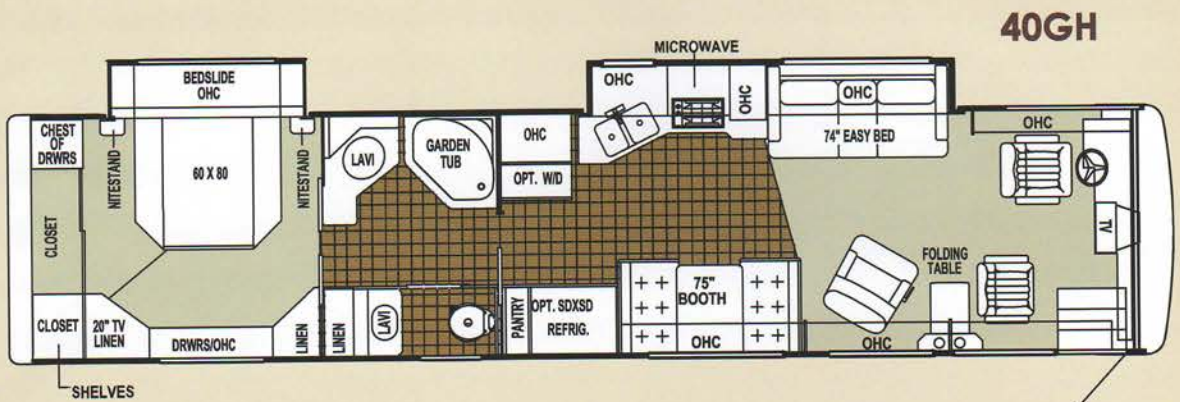 40GH
MICROWAVE
BEDSLIDE
OHC
OHC
OHC
OHC
74" EASY BED
OHC
CHEST
OF
DRWRS
NITESTAND
60 X 80
NITESTAND
LAVI
GARDEN
TUB
OHC
OPT. W/D
TV
CLOSET
FOLDING
TABLE
CLOSET
20" TV
LINEN
DRWRS/OHC
LINEN
LINEN
LAVI
PANTRY
OPT. SDXSD
REFRIG.
75"
BOOTH
OHC
OHC
SHELVES